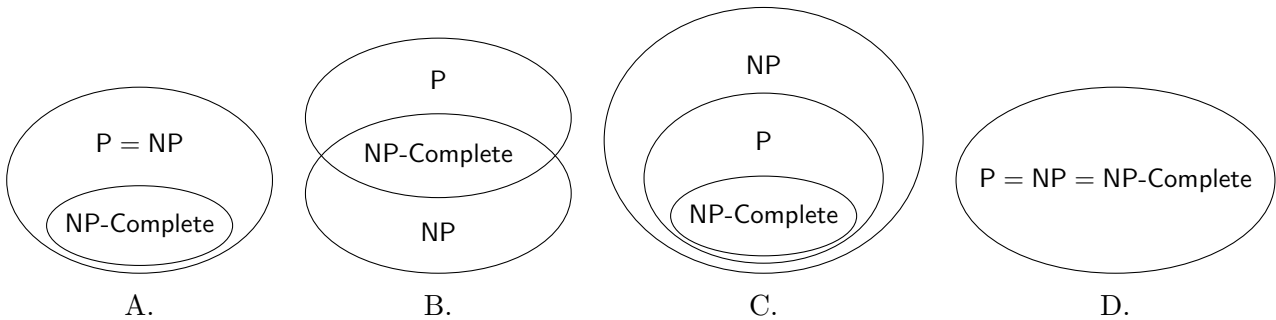 P = NP
NP-Complete
A.
P
NP-Complete
NP
B.
NP
P
NP-Complete
C.
P = NP = NP-Complete
D.